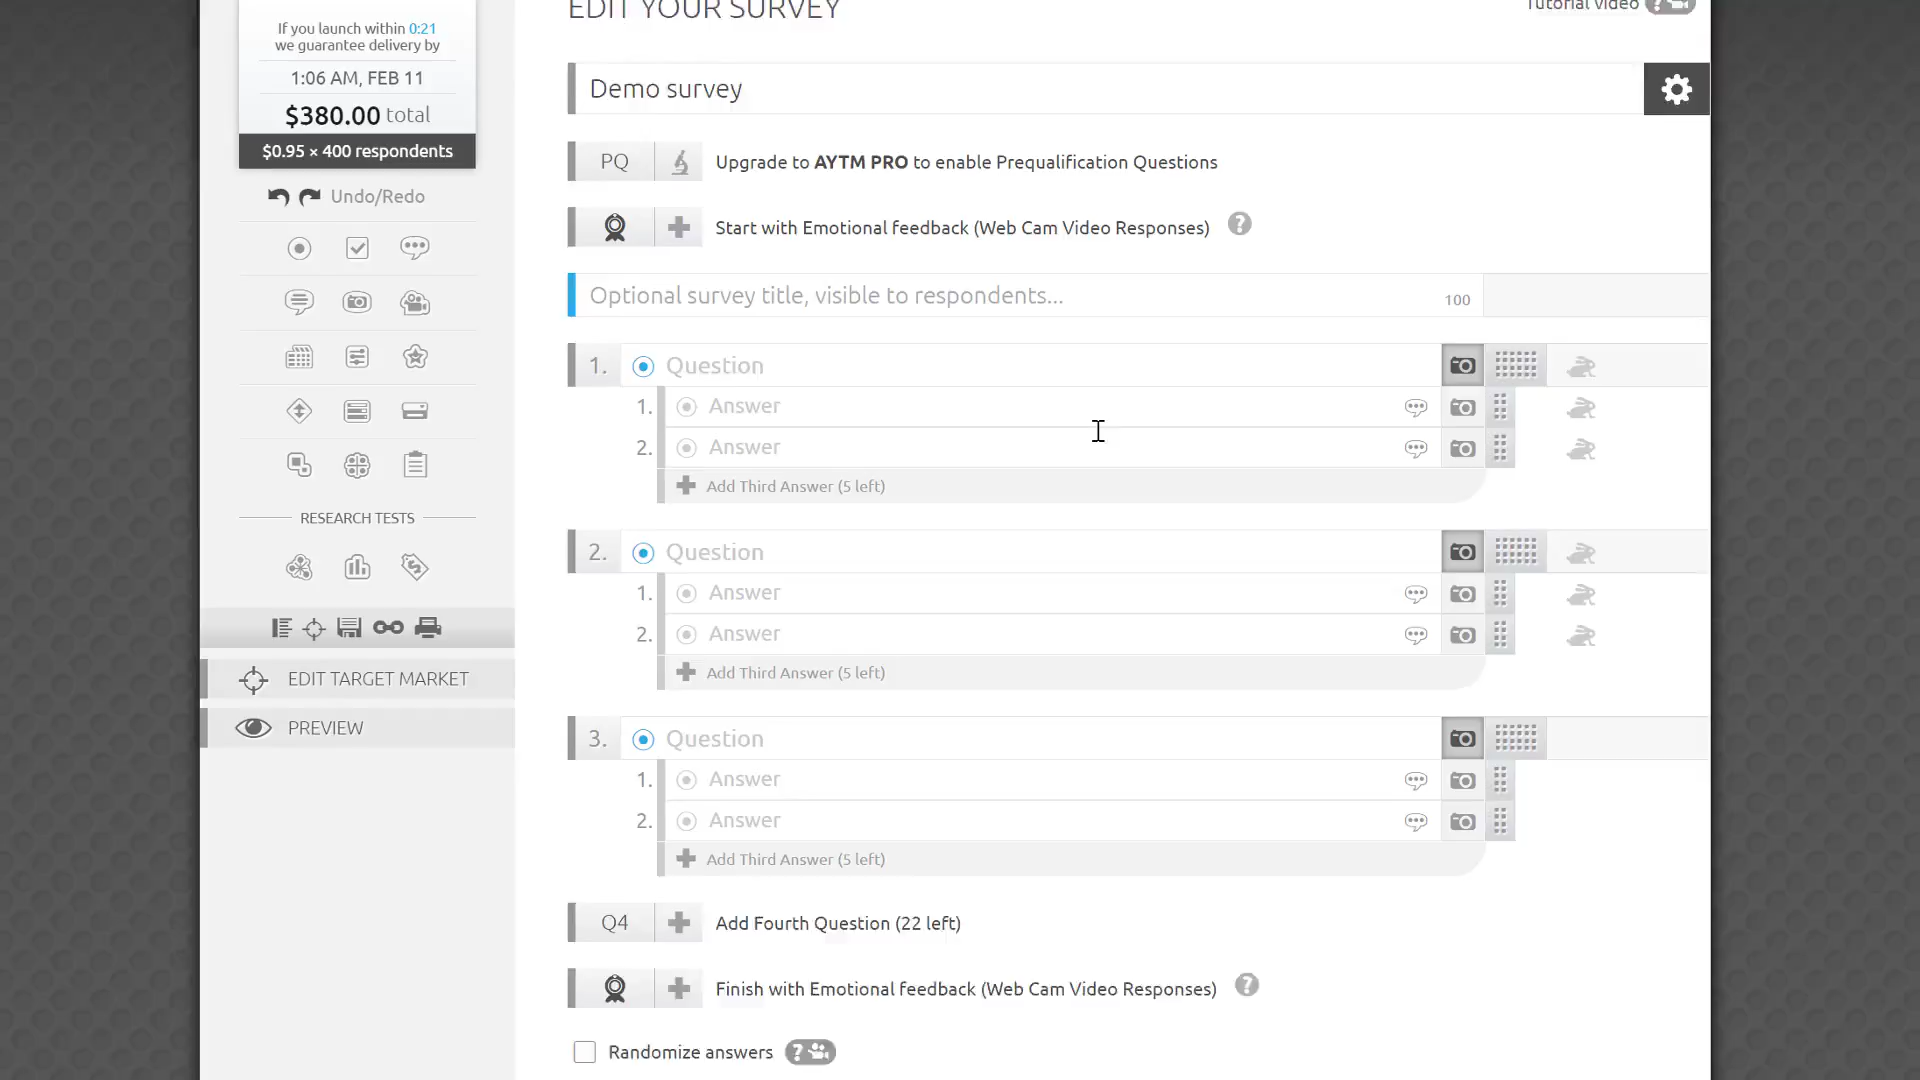 EDIT YOUR SURVEY
Tutorial video ?
If you launch within 0:21
we guarantee delivery by
1:06 AM, FEB 11
$380.00 total
$0.95 × 400 respondents
Undo/Redo
RESEARCH TESTS
EDIT TARGET MARKET
PREVIEW
Demo survey
PQ Upgrade to AYTM PRO to enable Prequalification Questions
Start with Emotional feedback (Web Cam Video Responses) ?
Optional survey title, visible to respondents... 100
1. Question
1. Answer
2. Answer
Add Third Answer (5 left)
2. Question
1. Answer
2. Answer
Add Third Answer (5 left)
3. Question
1. Answer
2. Answer
Add Third Answer (5 left)
Q4 Add Fourth Question (22 left)
Finish with Emotional feedback (Web Cam Video Responses) ?
Randomize answers ?